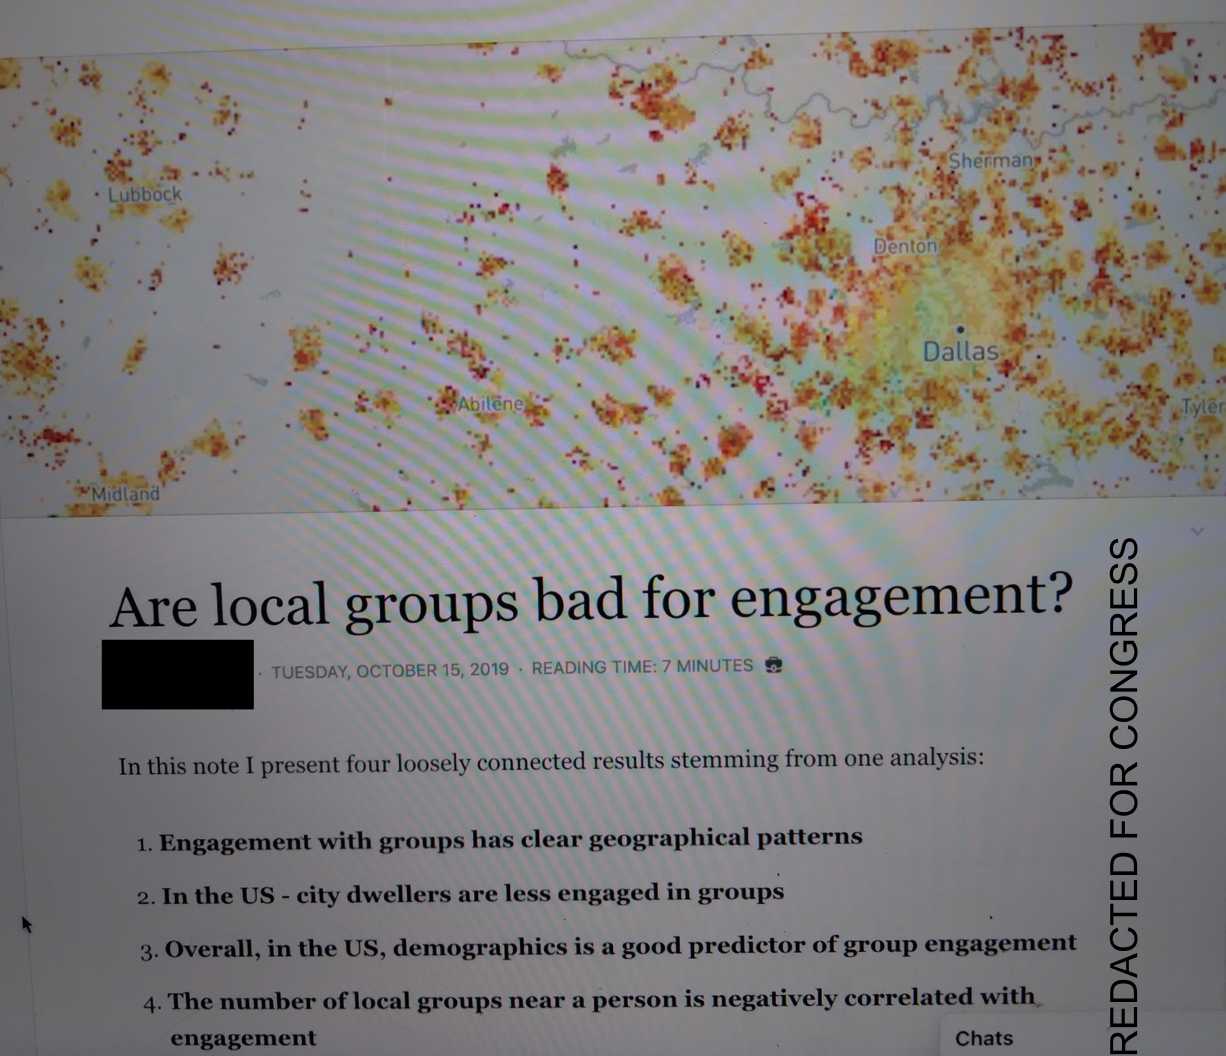 Sherman
Lubbock
Denton
Dallas
Abilene
Tyler
Midland
Are local groups bad for engagement?
· TUESDAY, OCTOBER 15, 2019 · READING TIME: 7 MINUTES
In this note I present four loosely connected results stemming from one analysis:
1. Engagement with groups has clear geographical patterns
2. In the US - city dwellers are less engaged in groups
3. Overall, in the US, demographics is a good predictor of group engagement
4. The number of local groups near a person is negatively correlated with
engagement
Chats
REDACTED FOR CONGRESS